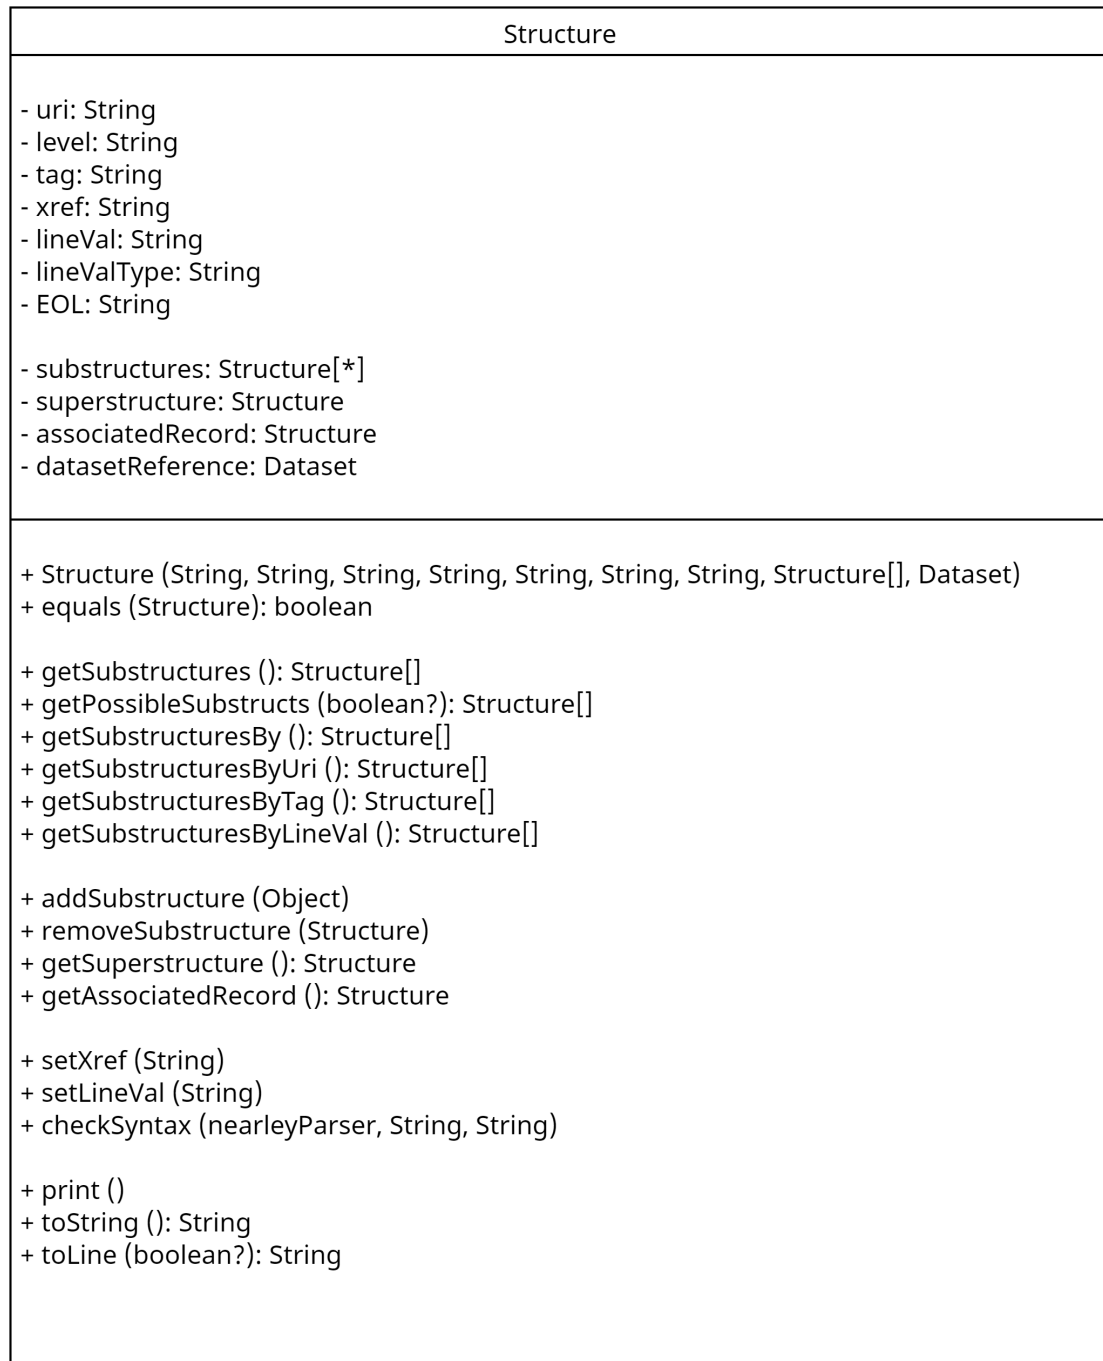 Structure
- uri: String
- level: String
- tag: String
- xref: String
- lineVal: String
- lineValType: String
- EOL: String
- substructures: Structure[*]
- superstructure: Structure
- associatedRecord: Structure
- datasetReference: Dataset
+ Structure (String, String, String, String, String, String, String, Structure[], Dataset)
+ equals (Structure): boolean
+ getSubstructures (): Structure[]
+ getPossibleSubstructs (boolean?): Structure[]
+ getSubstructuresBy (): Structure[]
+ getSubstructuresByUri (): Structure[]
+ getSubstructuresByTag (): Structure[]
+ getSubstructuresByLineVal (): Structure[]
+ addSubstructure (Object)
+ removeSubstructure (Structure)
+ getSuperstructure (): Structure
+ getAssociatedRecord (): Structure
+ setXref (String)
+ setLineVal (String)
+ checkSyntax (nearleyParser, String, String)
+ print ()
+ toString (): String
+ toLine (boolean?): String